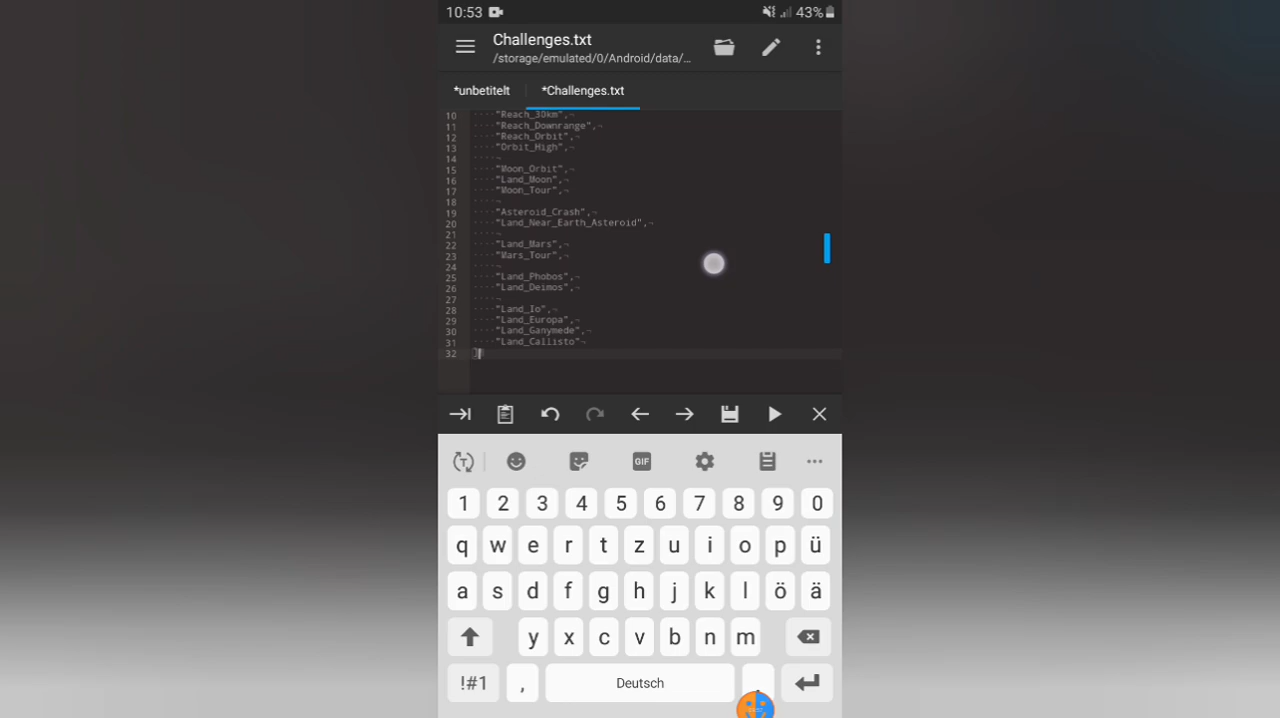 10:53 43%
Challenges.txt
/storage/emulated/0/Android/data/...
*unbetitelt *Challenges.txt
10 "Reach_30km",
11 "Reach_Downrange",
12 "Reach_Orbit",
13 "Orbit_High",
14
15 "Moon_Orbit",
16 "Land_Moon",
17 "Moon_Tour",
18
19 "Asteroid_Crash",
20 "Land_Near_Earth_Asteroid",
21
22 "Land_Mars",
23 "Mars_Tour",
24
25 "Land_Phobos",
26 "Land_Deimos",
27
28 "Land_Io",
29 "Land_Europa",
30 "Land_Ganymede",
31 "Land_Callisto"
32 ]
GIF
1 2 3 4 5 6 7 8 9 0
q w e r t z u i o p ü
a s d f g h j k l ö ä
y x c v b n m
!#1 , Deutsch .